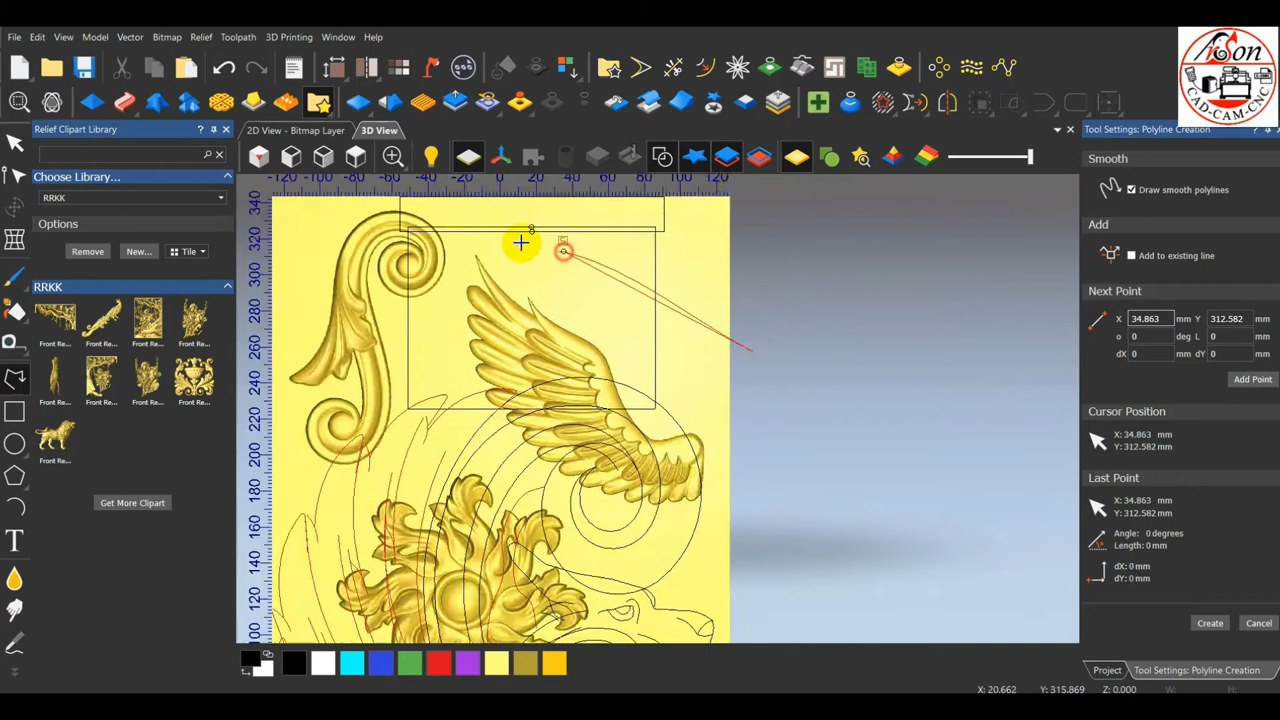 File Edit View Model Vector Bitmap Relief Toolpath 3D Printing Window Help
ArSon
CAD-CAM-CNC
Relief Clipart Library
2D View - Bitmap Layer 3D View
Tool Settings: Polyline Creation
Choose Library...
RRKK
Options
Remove New... Tile
RRKK
Front Re... Front Re... Front Re... Front Re...
Front Re... Front Re... Front Re... Front Re...
Front Re...
Get More Clipart
-120 -100 -80 -60 -40 -20 0 20 40 60 80 100 120
340
320
300
280
260
240
220
200
180
160
140
120
100
Smooth
Draw smooth polylines
Add
Add to existing line
Next Point
X 34.863 mm Y 312.582 mm
o 0 deg L 0 mm
dX 0 mm dY 0 mm
Add Point
Cursor Position
X: 34.863 mm
Y: 312.582 mm
Last Point
X: 34.863 mm
Y: 312.582 mm
Angle: 0 degrees
Length: 0 mm
dX: 0 mm
dY: 0 mm
Create Cancel
Project Tool Settings: Polyline Creation
X: 20.662 Y: 315.869 Z: 0.000 W: H: